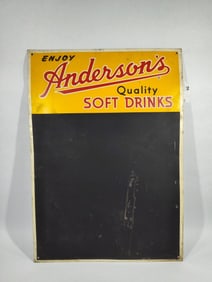 ENJOY
Anderson's
Quality
SOFT DRINKS